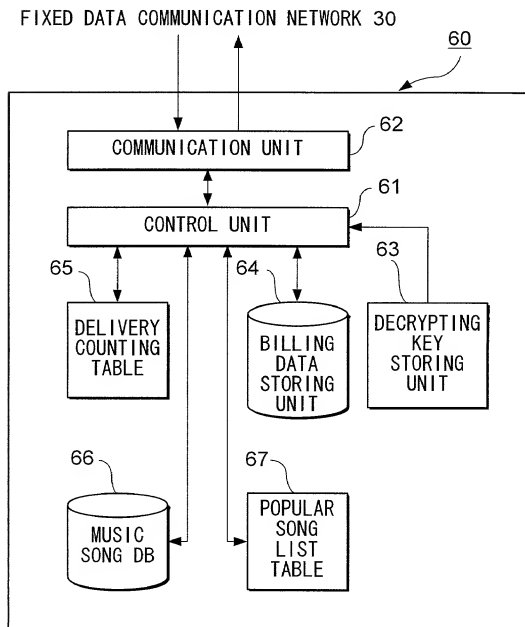 FIXED DATA COMMUNICATION NETWORK 30
60
62
COMMUNICATION UNIT
61
CONTROL UNIT
65
DELIVERY
COUNTING
TABLE
64
BILLING
DATA
STORING
UNIT
63
DECRYPTING
KEY
STORING
UNIT
66
MUSIC
SONG DB
67
POPULAR
SONG
LIST
TABLE